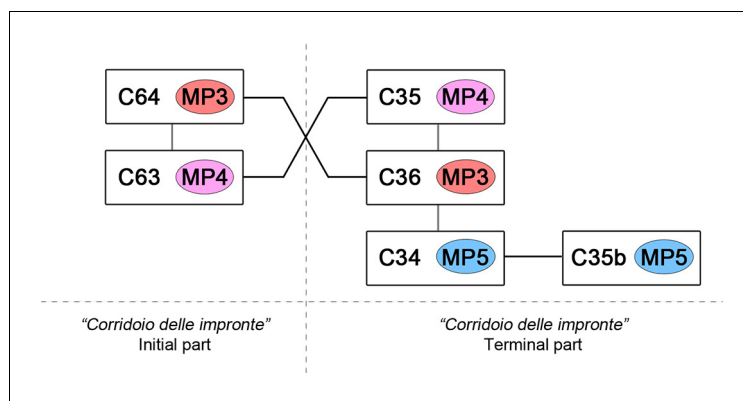 C64 MP3
C35 MP4
C63 MP4
C36 MP3
C34 MP5
C35b MP5
“Corridoio delle impronte”
Initial part
“Corridoio delle impronte”
Terminal part